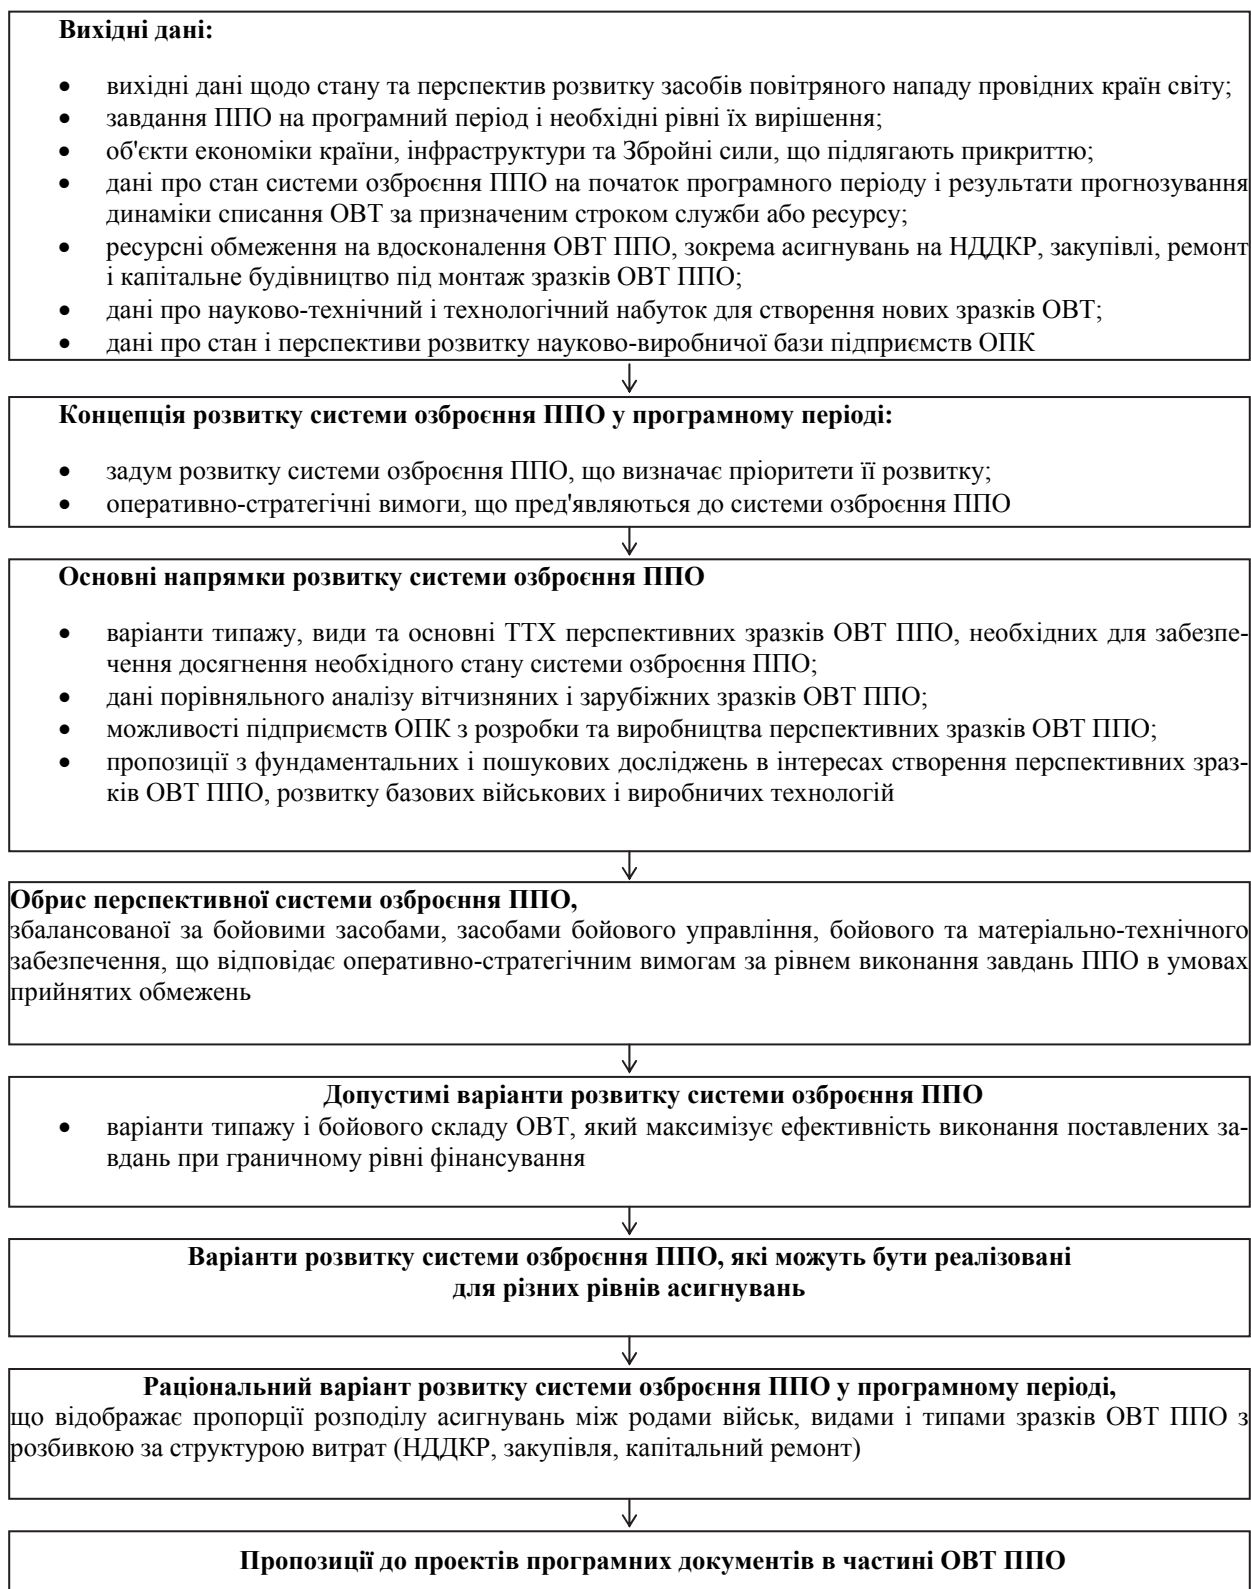 Вихідні дані:
• вихідні дані щодо стану та перспектив розвитку засобів повітряного нападу провідних країн світу;
• завдання ППО на програмний період і необхідні рівні їх вирішення;
• об'єкти економіки країни, інфраструктури та Збройні сили, що підлягають прикриттю;
• дані про стан системи озброєння ППО на початок програмного періоду і результати прогнозування
динаміки списання ОВТ за призначеним строком служби або ресурсу;
• ресурсні обмеження на вдосконалення ОВТ ППО, зокрема асигнувань на НДДКР, закупівлі, ремонт
і капітальне будівництво під монтаж зразків ОВТ ППО;
• дані про науково-технічний і технологічний набуток для створення нових зразків ОВТ;
• дані про стан і перспективи розвитку науково-виробничої бази підприємств ОПК
Концепція розвитку системи озброєння ППО у програмному періоді:
• задум розвитку системи озброєння ППО, що визначає пріоритети її розвитку;
• оперативно-стратегічні вимоги, що пред'являються до системи озброєння ППО
Основні напрямки розвитку системи озброєння ППО
• варіанти типажу, види та основні ТТХ перспективних зразків ОВТ ППО, необхідних для забезпе-
чення досягнення необхідного стану системи озброєння ППО;
• дані порівняльного аналізу вітчизняних і зарубіжних зразків ОВТ ППО;
• можливості підприємств ОПК з розробки та виробництва перспективних зразків ОВТ ППО;
• пропозиції з фундаментальних і пошукових досліджень в інтересах створення перспективних зраз-
ків ОВТ ППО, розвитку базових військових і виробничих технологій
Обрис перспективної системи озброєння ППО,
збалансованої за бойовими засобами, засобами бойового управління, бойового та матеріально-технічного
забезпечення, що відповідає оперативно-стратегічним вимогам за рівнем виконання завдань ППО в умовах
прийнятих обмежень
Допустимі варіанти розвитку системи озброєння ППО
• варіанти типажу і бойового складу ОВТ, який максимізує ефективність виконання поставлених за-
вдань при граничному рівні фінансування
Варіанти розвитку системи озброєння ППО, які можуть бути реалізовані
для різних рівнів асигнувань
Раціональний варіант розвитку системи озброєння ППО у програмному періоді,
що відображає пропорції розподілу асигнувань між родами військ, видами і типами зразків ОВТ ППО з
розбивкою за структурою витрат (НДДКР, закупівля, капітальний ремонт)
Пропозиції до проектів програмних документів в частині ОВТ ППО